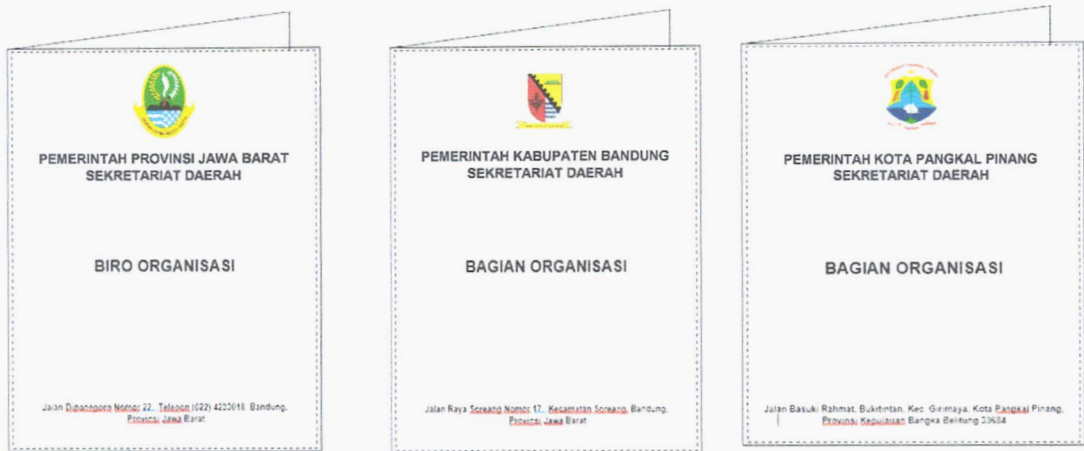 PEMERINTAH PROVINSI JAWA BARAT
SEKRETARIAT DAERAH
BIRO ORGANISASI
Jalan Diponegoro Nomor 22, Telepon (022) Bandung,
Provinsi Jawa Barat
PEMERINTAH KABUPATEN BANDUNG
SEKRETARIAT DAERAH
BAGIAN ORGANISASI
Jalan Raya Soreang Nomor 17, Kecamatan Soreang, Bandung,
Provinsi Jawa Barat
PEMERINTAH KOTA PANGKAL PINANG
SEKRETARIAT DAERAH
BAGIAN ORGANISASI
Jalan Basuki Rahmat, Bukitintan, Kec. Girimaya, Kota Pangkal Pinang,
Provinsi Kepulauan Bangka Belitung 33684